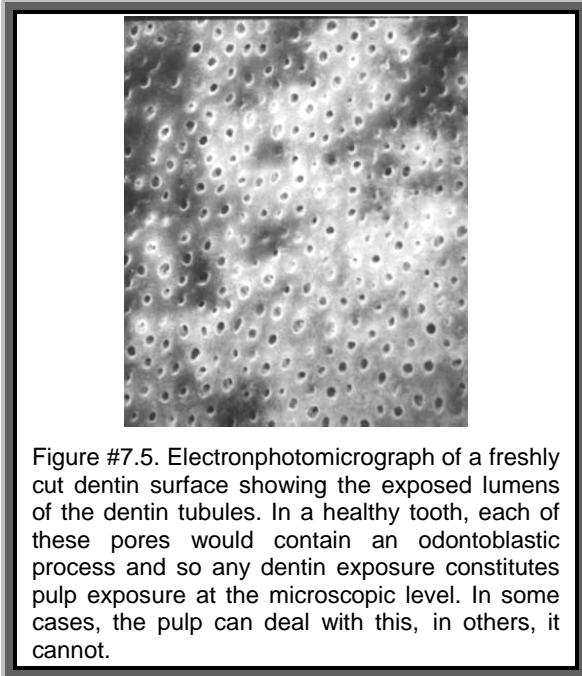 Figure #7.5. Electronphotomicrograph of a freshly
cut dentin surface showing the exposed lumens
of the dentin tubules. In a healthy tooth, each of
these pores would contain an odontoblastic
process and so any dentin exposure constitutes
pulp exposure at the microscopic level. In some
cases, the pulp can deal with this, in others, it
cannot.